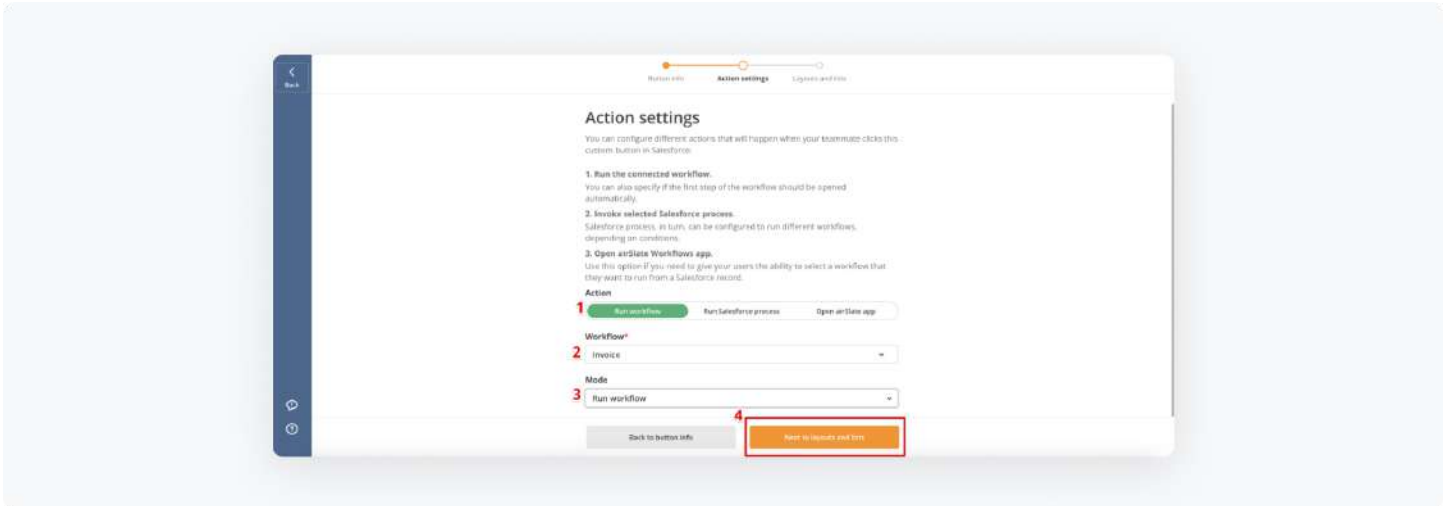 Back
Button info
Action settings
Layouts and lists
Action settings
You can configure different actions that will happen when your teammate clicks this
custom button in Salesforce.
1. Run the connected workflow.
You can also specify if the first step of the workflow should be opened
automatically.
2. Invoke selected Salesforce process.
Salesforce process, in turn, can be configured to run different workflows,
depending on conditions.
3. Open airSlate Workflows app.
Use this option if you need to give your users the ability to select a workflow that
they want to run from a Salesforce record.
Action
1 Run workflow Run Salesforce process Open airSlate app
Workflow*
2 Invoice
Mode
3 Run workflow
4
Back to button info Next to layouts and lists